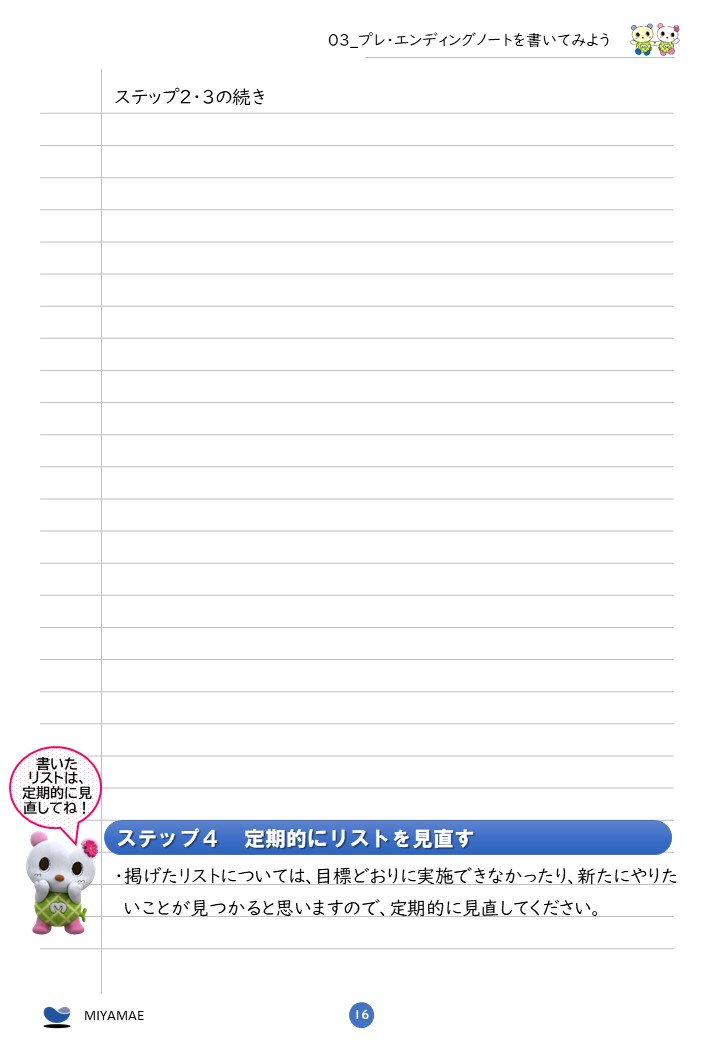 03_プレ・エンディングノートを書いてみよう
ステップ2・3の続き
書いた
リストは、
定期的に見
直してね！
ステップ４　定期的にリストを見直す
・掲げたリストについては、目標どおりに実施できなかったり、新たにやりた
いことが見つかると思いますので、定期的に見直してください。
MIYAMAE
16